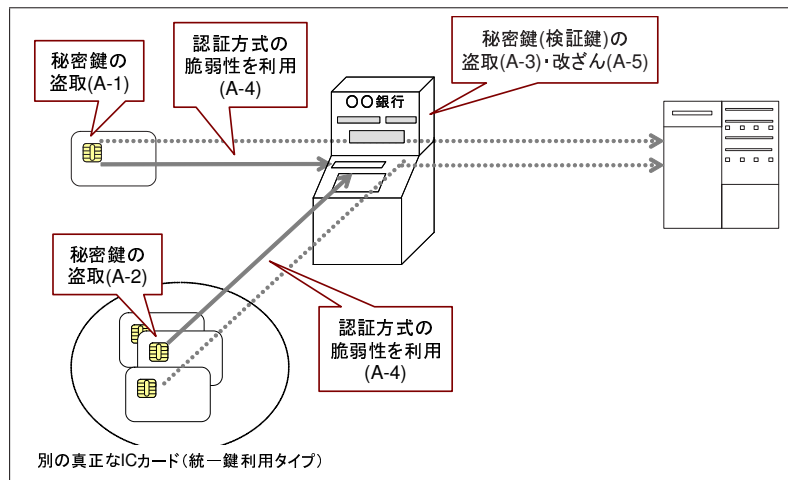 秘密鍵の
盗取(A-1)
認証方式の
脆弱性を利用
(A-4)
秘密鍵(検証鍵)の
盗取(A-3)・改ざん(A-5)
○○銀行
秘密鍵の
盗取(A-2)
認証方式の
脆弱性を利用
(A-4)
別の真正なICカード(統一鍵利用タイプ)